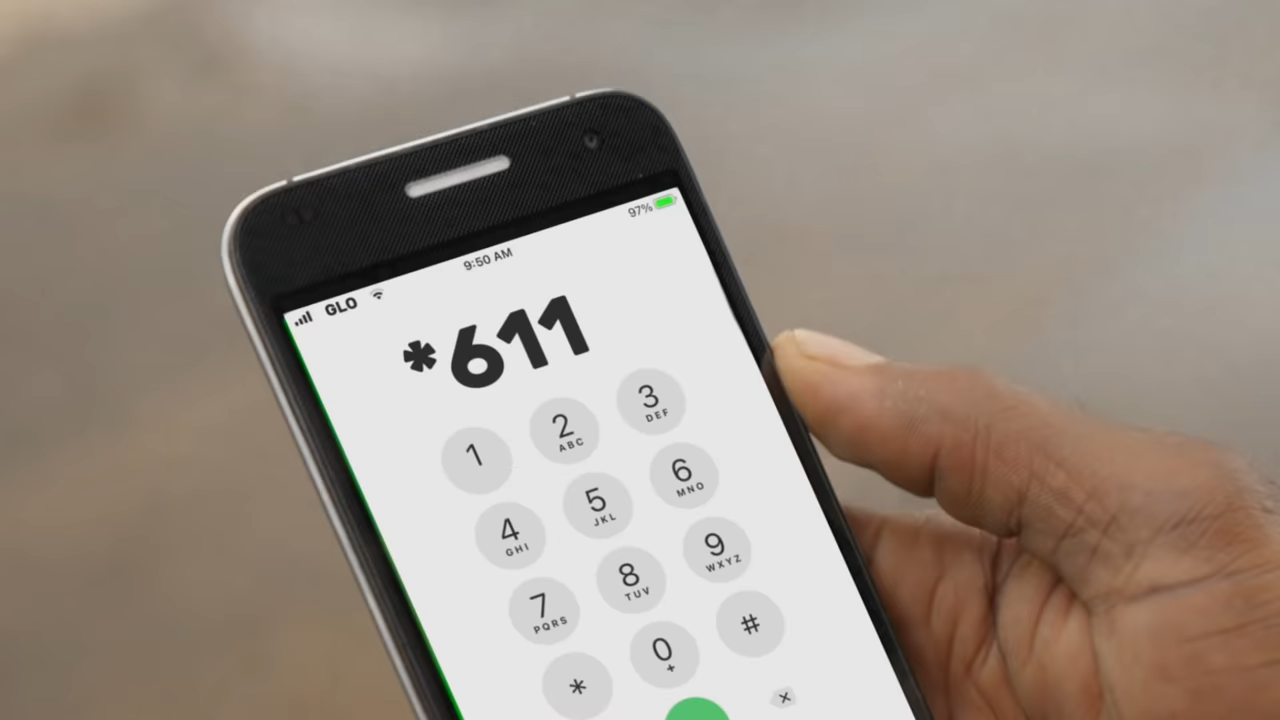 97%
9:50 AM
GLO
*611
1 2 ABC 3 DEF
4 GHI 5 JKL 6 MNO
7 PQRS 8 TUV 9 WXYZ
* 0 + #